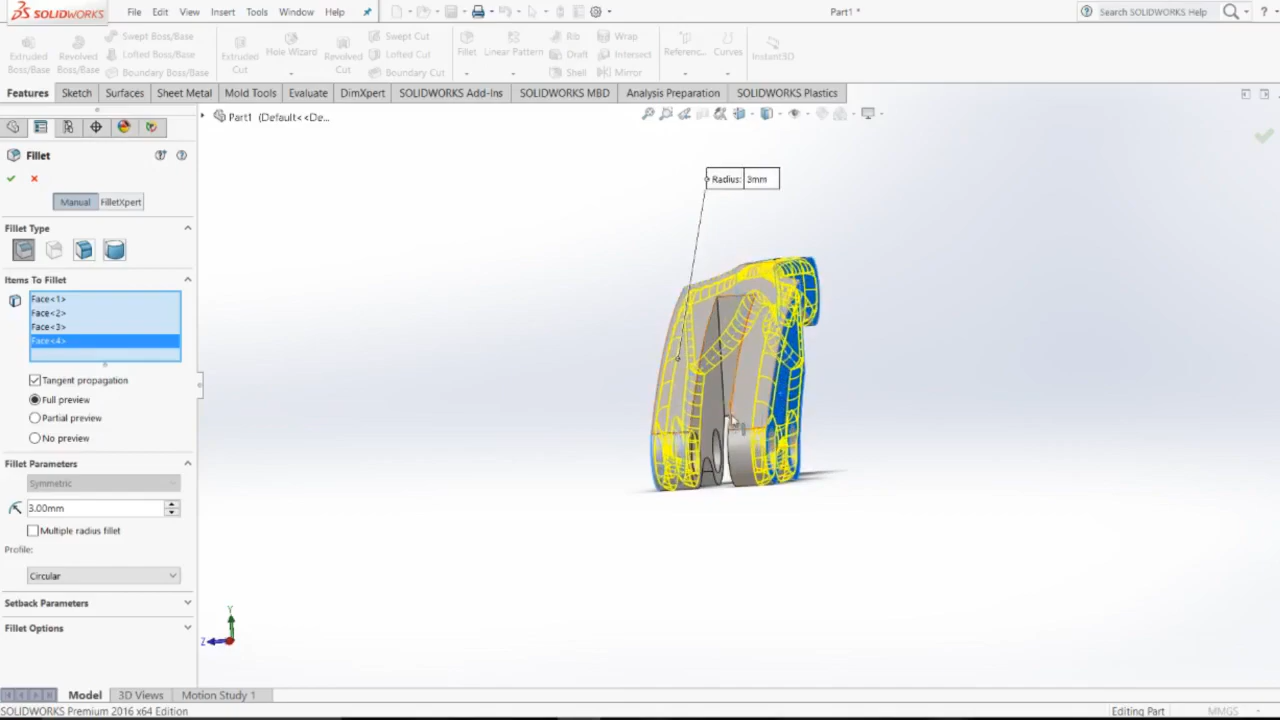 SOLIDWORKS File Edit View Insert Tools Window Help Part1 * Search SOLIDWORKS Help ?
Extruded Boss/Base
Revolved Boss/Base
Swept Boss/Base
Lofted Boss/Base
Boundary Boss/Base
Extruded Cut
Hole Wizard
Revolved Cut
Swept Cut
Lofted Cut
Boundary Cut
Fillet
Linear Pattern
Rib
Draft
Shell
Wrap
Intersect
Mirror
Referenc...
Curves
Instant3D
Features Sketch Surfaces Sheet Metal Mold Tools Evaluate DimXpert SOLIDWORKS Add-Ins SOLIDWORKS MBD Analysis Preparation SOLIDWORKS Plastics
Part1 (Default<<De...
Fillet
Manual FilletXpert
Fillet Type
Items To Fillet
Face<1>
Face<2>
Face<3>
Face<4>
Tangent propagation
Full preview
Partial preview
No preview
Fillet Parameters
Symmetric
3.00mm
Multiple radius fillet
Profile:
Circular
Setback Parameters
Fillet Options
Radius: 3mm
Y
Z
Model 3D Views Motion Study 1
SOLIDWORKS Premium 2016 x64 Edition Editing Part MMGS